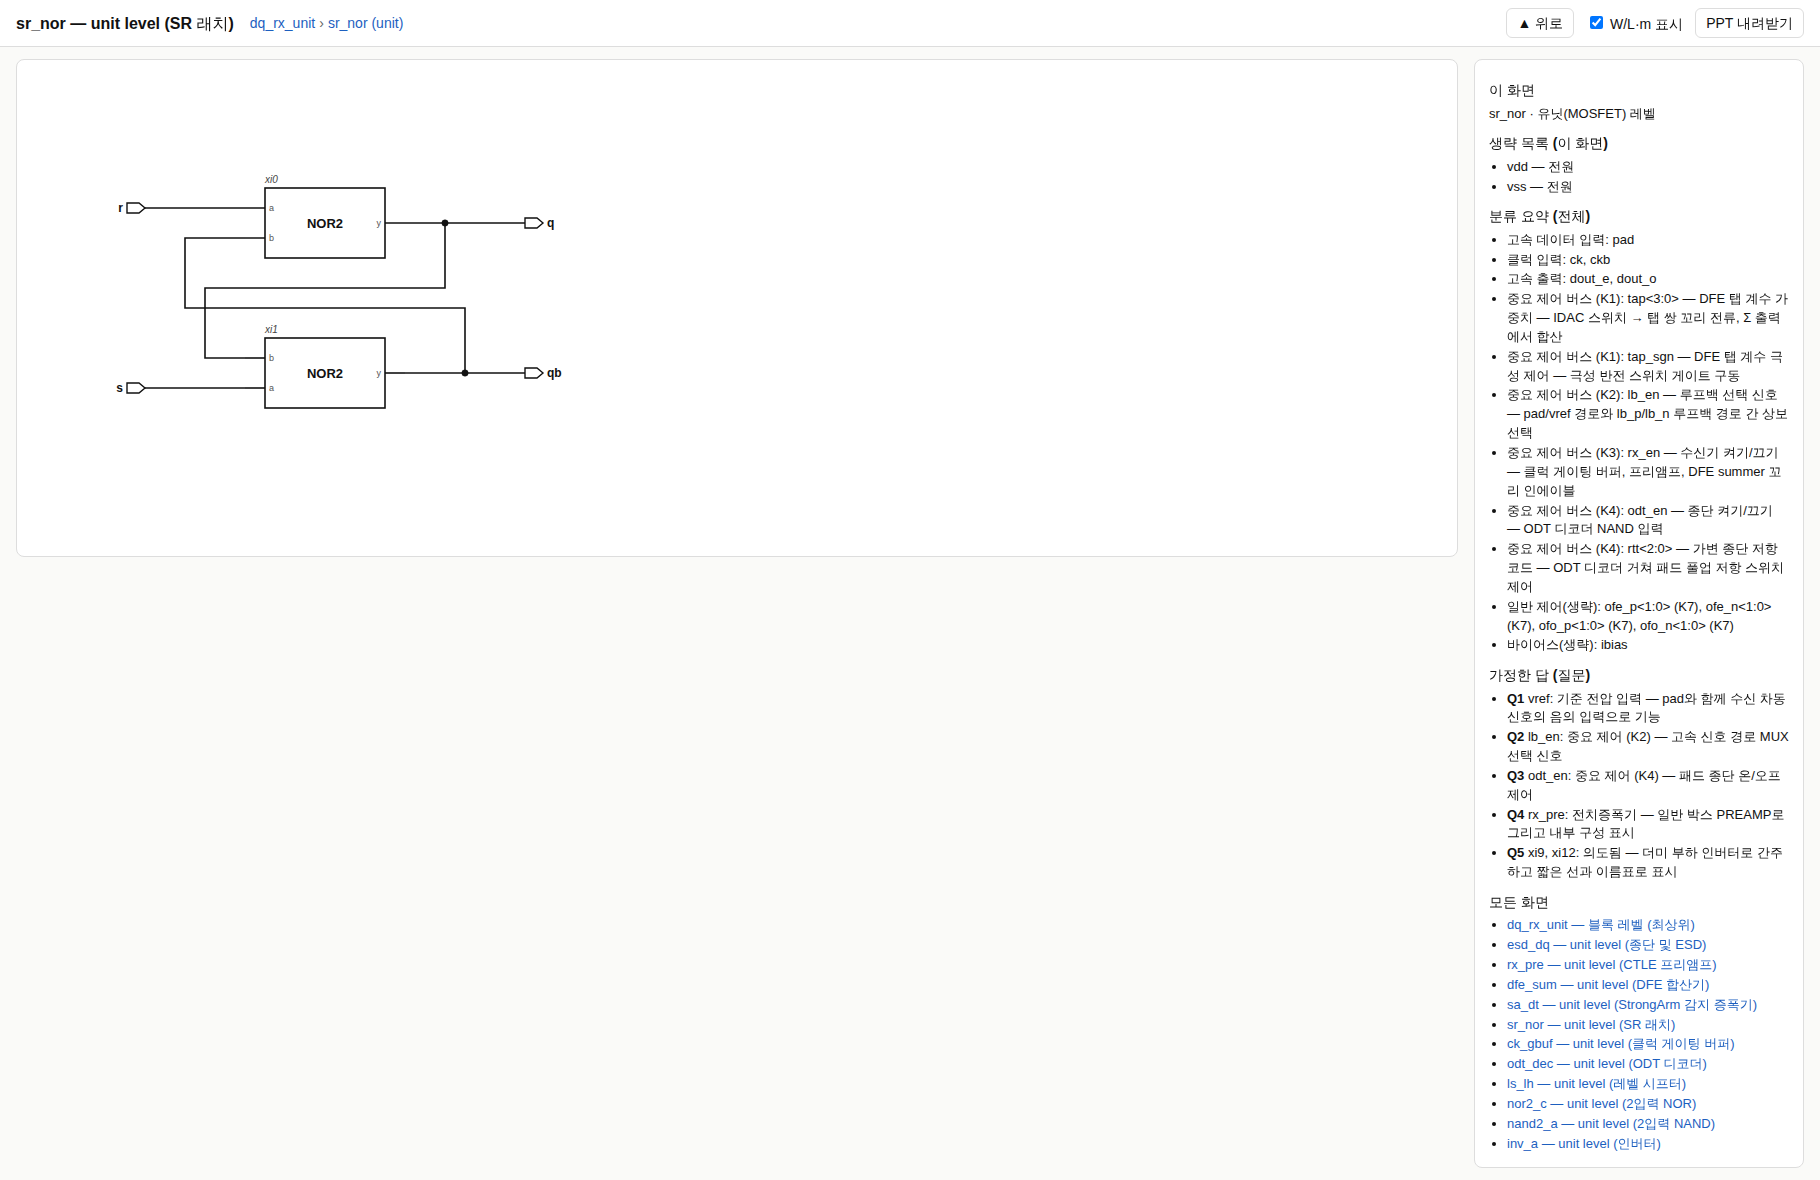 sr_nor — unit level (SR 래치)
dq_rx_unit › sr_nor (unit)
▲ 위로
W/L·m 표시
PPT 내려받기
xi0
r
a
b
NOR2
y
q
xi1
b
s
a
NOR2
y
qb
이 화면
sr_nor · 유닛(MOSFET) 레벨
생략 목록 (이 화면)
• vdd — 전원
• vss — 전원
분류 요약 (전체)
• 고속 데이터 입력: pad
• 클럭 입력: ck, ckb
• 고속 출력: dout_e, dout_o
• 중요 제어 버스 (K1): tap<3:0> — DFE 탭 계수 가
중치 — IDAC 스위치 → 탭 쌍 꼬리 전류, Σ 출력
에서 합산
• 중요 제어 버스 (K1): tap_sgn — DFE 탭 계수 극
성 제어 — 극성 반전 스위치 게이트 구동
• 중요 제어 버스 (K2): lb_en — 루프백 선택 신호
— pad/vref 경로와 lb_p/lb_n 루프백 경로 간 상보
선택
• 중요 제어 버스 (K3): rx_en — 수신기 켜기/끄기
— 클럭 게이팅 버퍼, 프리앰프, DFE summer 꼬
리 인에이블
• 중요 제어 버스 (K4): odt_en — 종단 켜기/끄기
— ODT 디코더 NAND 입력
• 중요 제어 버스 (K4): rtt<2:0> — 가변 종단 저항
코드 — ODT 디코더 거쳐 패드 풀업 저항 스위치
제어
• 일반 제어(생략): ofe_p<1:0> (K7), ofe_n<1:0>
(K7), ofo_p<1:0> (K7), ofo_n<1:0> (K7)
• 바이어스(생략): ibias
가정한 답 (질문)
• Q1 vref: 기준 전압 입력 — pad와 함께 수신 차동
신호의 음의 입력으로 기능
• Q2 lb_en: 중요 제어 (K2) — 고속 신호 경로 MUX
선택 신호
• Q3 odt_en: 중요 제어 (K4) — 패드 종단 온/오프
제어
• Q4 rx_pre: 전치증폭기 — 일반 박스 PREAMP로
그리고 내부 구성 표시
• Q5 xi9, xi12: 의도됨 — 더미 부하 인버터로 간주
하고 짧은 선과 이름표로 표시
모든 화면
• dq_rx_unit — 블록 레벨 (최상위)
• esd_dq — unit level (종단 및 ESD)
• rx_pre — unit level (CTLE 프리앰프)
• dfe_sum — unit level (DFE 합산기)
• sa_dt — unit level (StrongArm 감지 증폭기)
• sr_nor — unit level (SR 래치)
• ck_gbuf — unit level (클럭 게이팅 버퍼)
• odt_dec — unit level (ODT 디코더)
• ls_lh — unit level (레벨 시프터)
• nor2_c — unit level (2입력 NOR)
• nand2_a — unit level (2입력 NAND)
• inv_a — unit level (인버터)